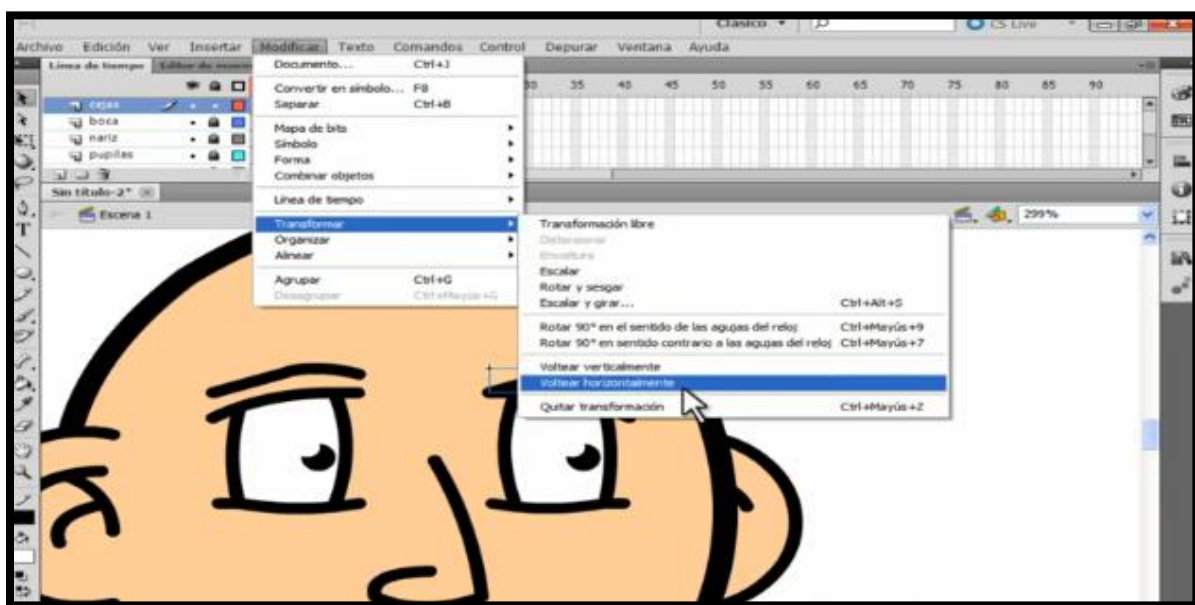 Clásico
CS Live
Archivo Edición Ver Insertar Modificar Texto Comandos Control Depurar Ventana Ayuda
Línea de tiempo Editor de movim
30 35 40 45 50 55 60 65 70 75 80 85 90
cejas
boca
nariz
pupilas
Sin título-2*
Escena 1
299%
Documento... Ctrl+J
Convertir en símbolo... F8
Separar Ctrl+B
Mapa de bits
Símbolo
Forma
Combinar objetos
Línea de tiempo
Transformar
Organizar
Alinear
Agrupar Ctrl+G
Desagrupar Ctrl+Mayús+G
Transformación libre
Distorsionar
Envoltura
Escalar
Rotar y sesgar
Escalar y girar... Ctrl+Alt+S
Rotar 90° en el sentido de las agujas del reloj Ctrl+Mayús+9
Rotar 90° en sentido contrario a las agujas del reloj Ctrl+Mayús+7
Voltear verticalmente
Voltear horizontalmente
Quitar transformación Ctrl+Mayús+Z